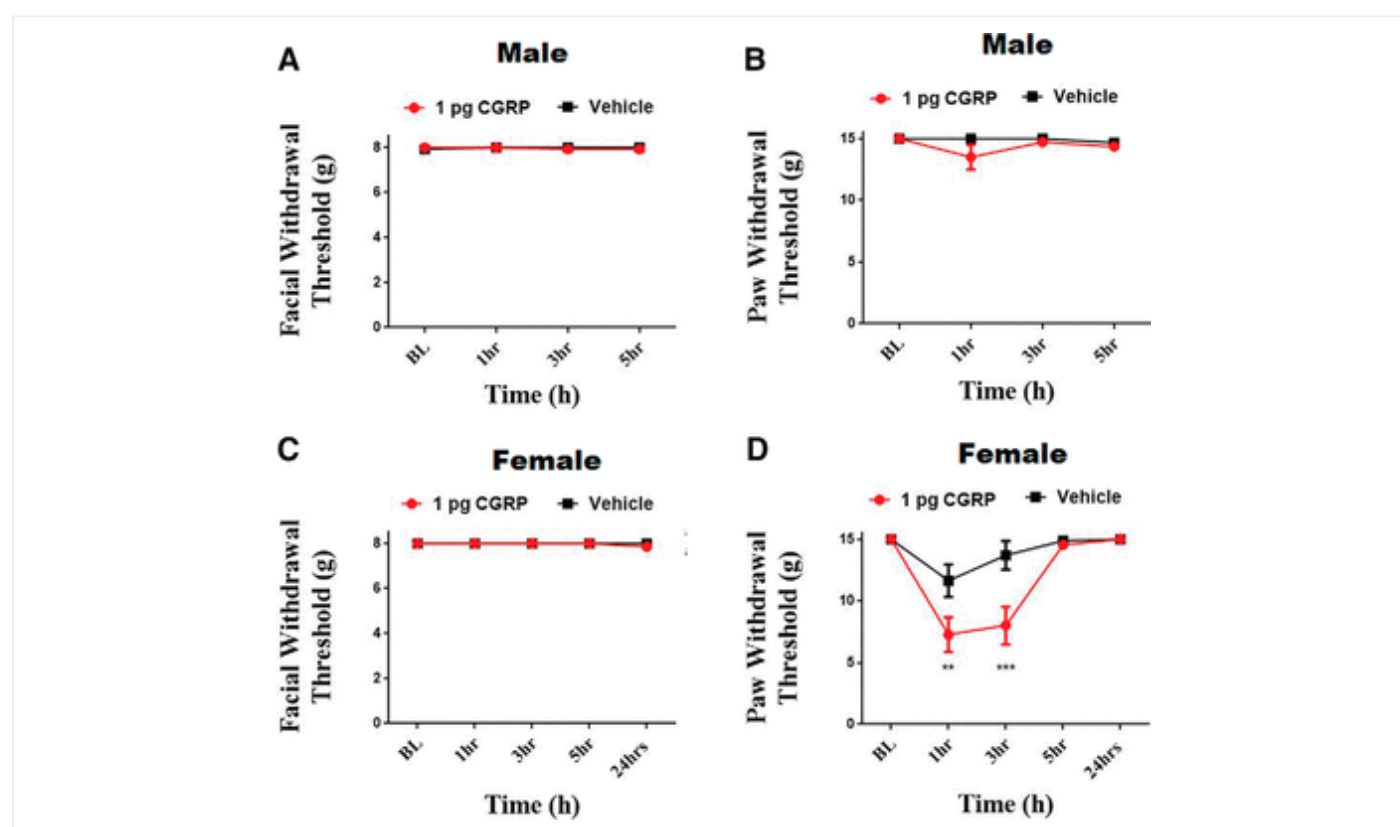 A
Male
1 pg CGRP
Vehicle
Facial Withdrawal
Threshold (g)
8
6
4
2
0
BL
1hr
3hr
5hr
Time (h)
B
Male
1 pg CGRP
Vehicle
Paw Withdrawal
Threshold (g)
15
10
5
0
BL
1hr
3hr
5hr
Time (h)
C
Female
1 pg CGRP
Vehicle
Facial Withdrawal
Threshold (g)
8
6
4
2
0
BL
1hr
3hr
5hr
24hrs
Time (h)
D
Female
1 pg CGRP
Vehicle
Paw Withdrawal
Threshold (g)
15
10
5
0
**
***
BL
1hr
3hr
5hr
24hrs
Time (h)